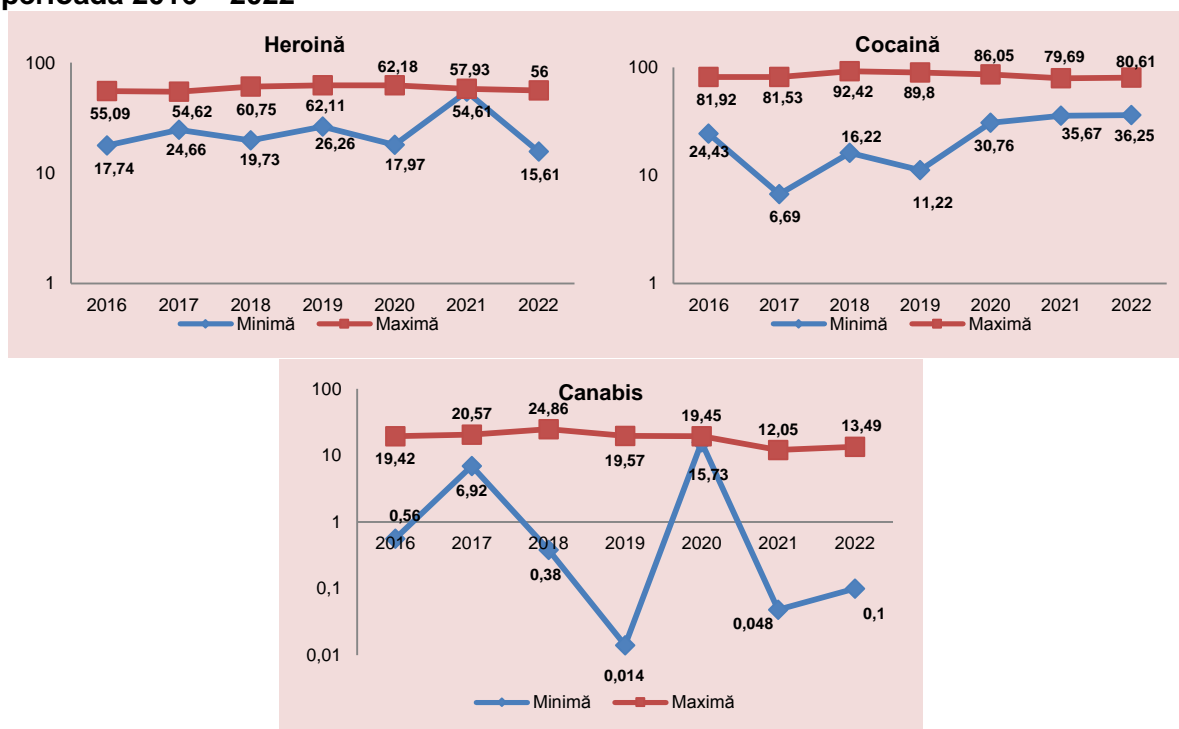 perioada 2016 – 2022
Heroină
100
10
1
55,09 54,62 60,75 62,11 62,18 57,93 56
17,74 24,66 19,73 26,26 17,97 54,61 15,61
2016 2017 2018 2019 2020 2021 2022
Minimă Maximă
Cocaină
100
10
1
81,92 81,53 92,42 89,8 86,05 79,69 80,61
24,43 6,69 16,22 11,22 30,76 35,67 36,25
2016 2017 2018 2019 2020 2021 2022
Minimă Maximă
Canabis
100
10
1
0,1
0,01
19,42 20,57 24,86 19,57 19,45 12,05 13,49
0,56 6,92 0,38 0,014 15,73 0,048 0,1
2016 2017 2018 2019 2020 2021 2022
Minimă Maximă